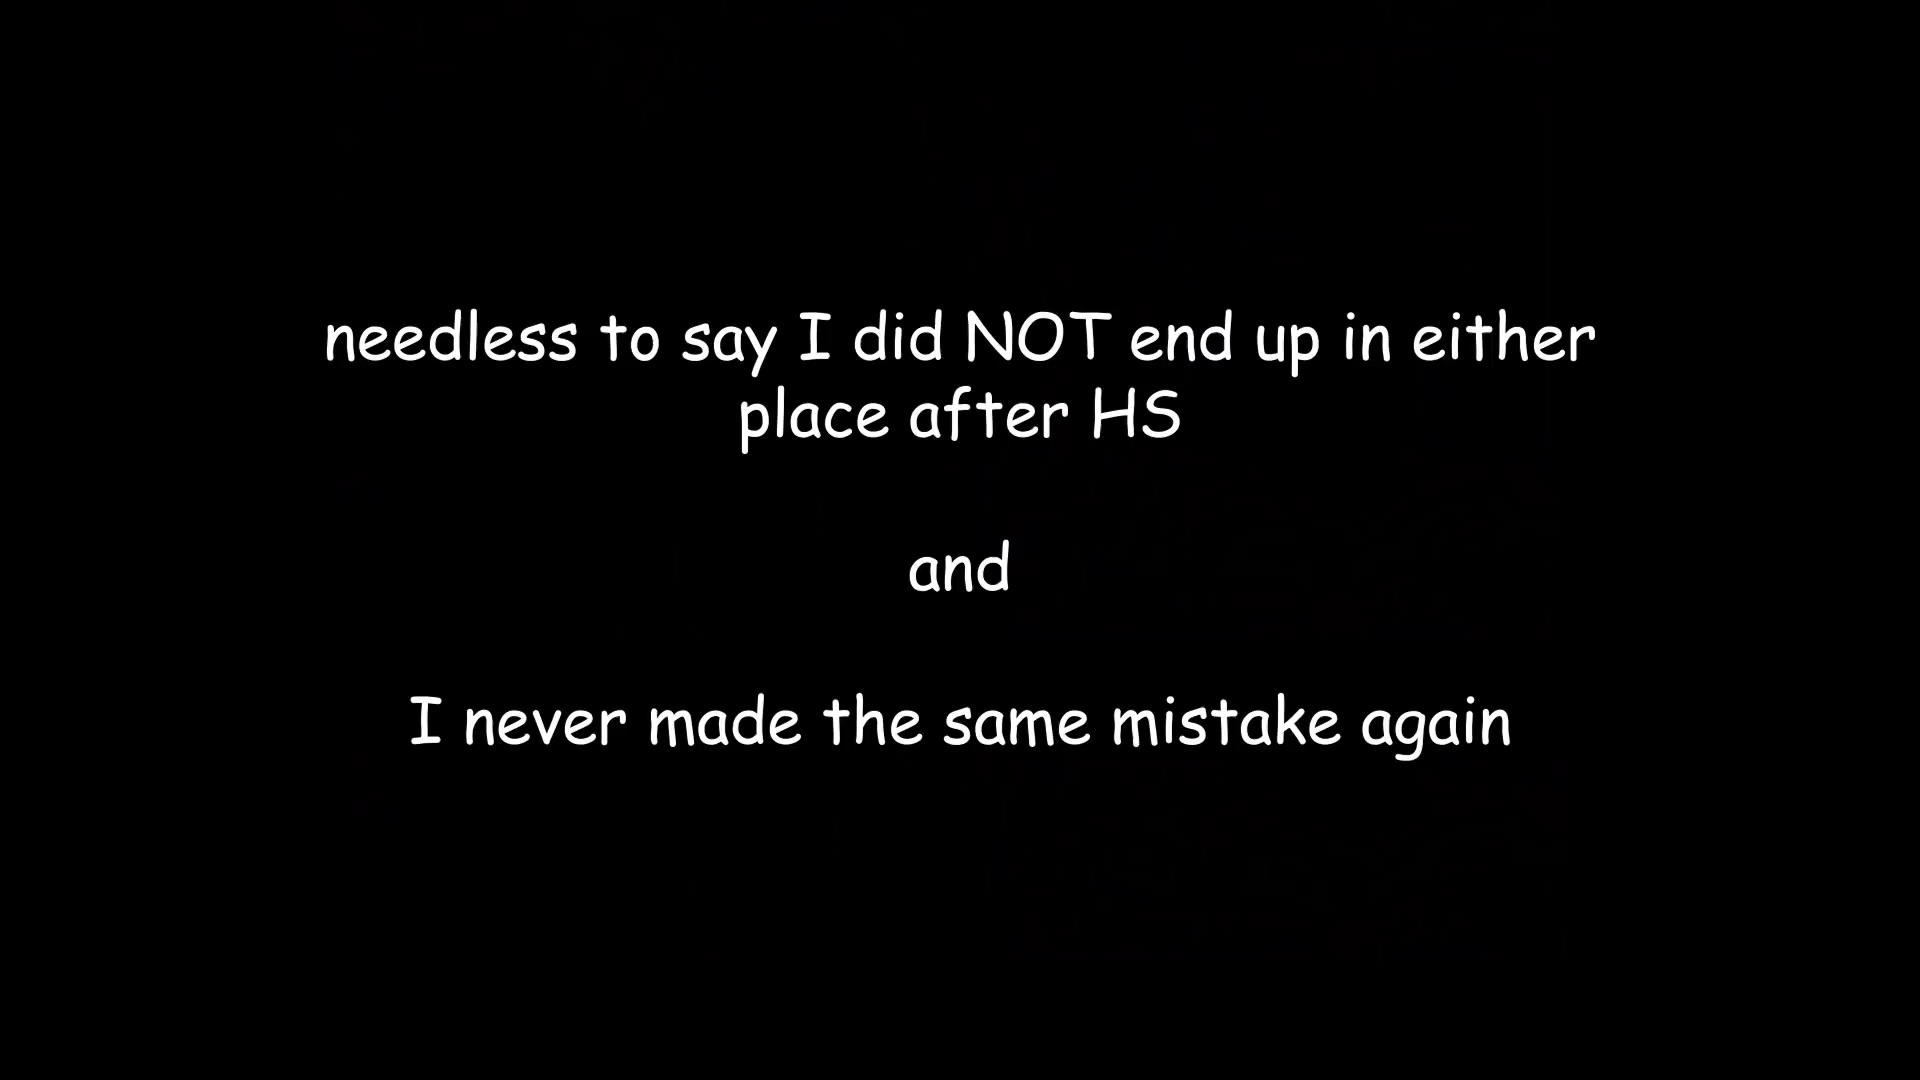 needless to say I did NOT end up in either
place after HS
and
I never made the same mistake again